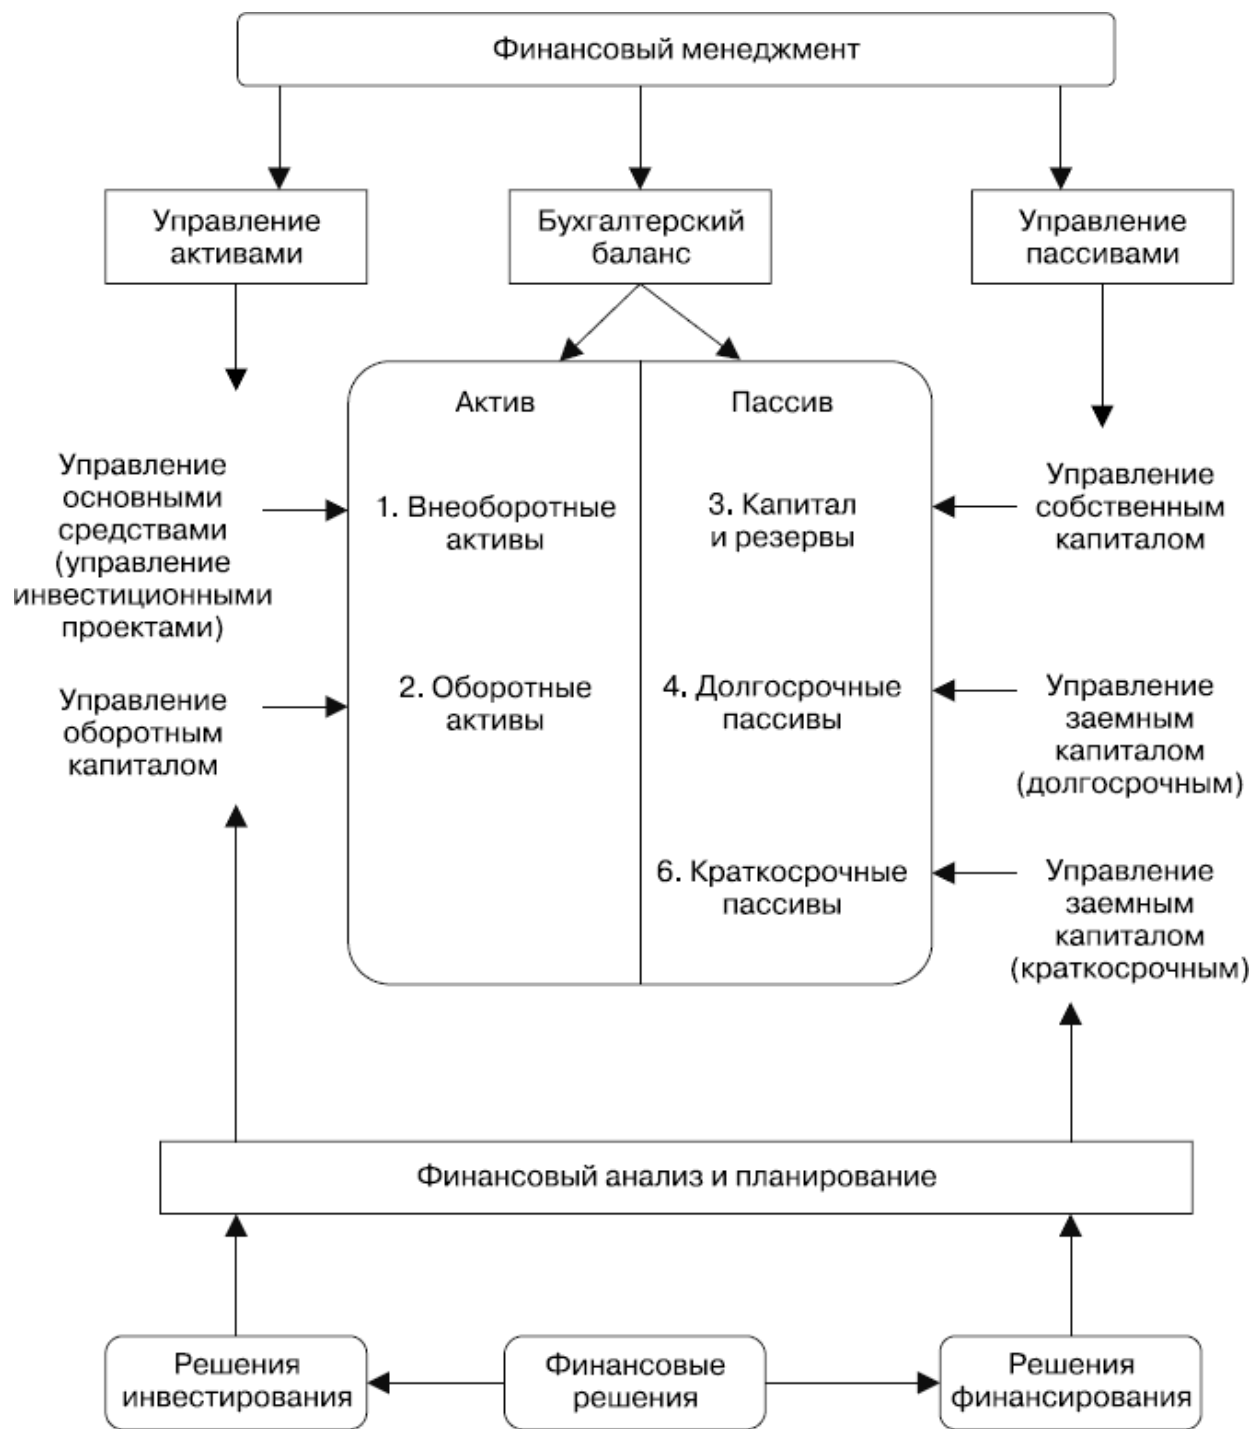 Финансовый менеджмент
Управление
активами
Бухгалтерский
баланс
Управление
пассивами
Актив
Пассив
Управление
основными
средствами
(управление
инвестиционными
проектами)
1. Внеоборотные
активы
3. Капитал
и резервы
Управление
собственным
капиталом
Управление
оборотным
капиталом
2. Оборотные
активы
4. Долгосрочные
пассивы
Управление
заемным
капиталом
(долгосрочным)
6. Краткосрочные
пассивы
Управление
заемным
капиталом
(краткосрочным)
Финансовый анализ и планирование
Решения
инвестирования
Финансовые
решения
Решения
финансирования